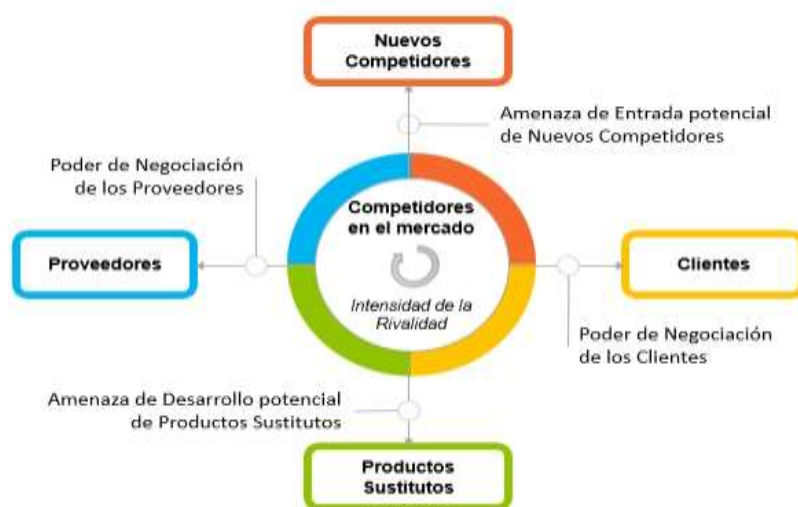 Nuevos
Competidores
Amenaza de Entrada potencial
de Nuevos Competidores
Poder de Negociación
de los Proveedores
Competidores
en el mercado
Proveedores
Clientes
Intensidad de la
Rivalidad
Poder de Negociación
de los Clientes
Amenaza de Desarrollo potencial
de Productos Sustitutos
Productos
Sustitutos